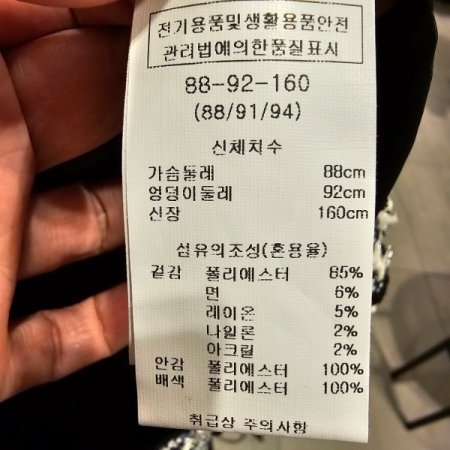 전기용품및생활용품안전
관리법에의한품질표시
88-92-160
(88/91/94)
신체치수
가슴둘레 88cm
엉덩이둘레 92cm
신장 160cm
섬유의조성(혼용율)
겉감 폴리에스터 85%
면 6%
레이온 5%
나일론 2%
아크릴 2%
안감 폴리에스터 100%
배색 폴리에스터 100%
취급상 주의사항